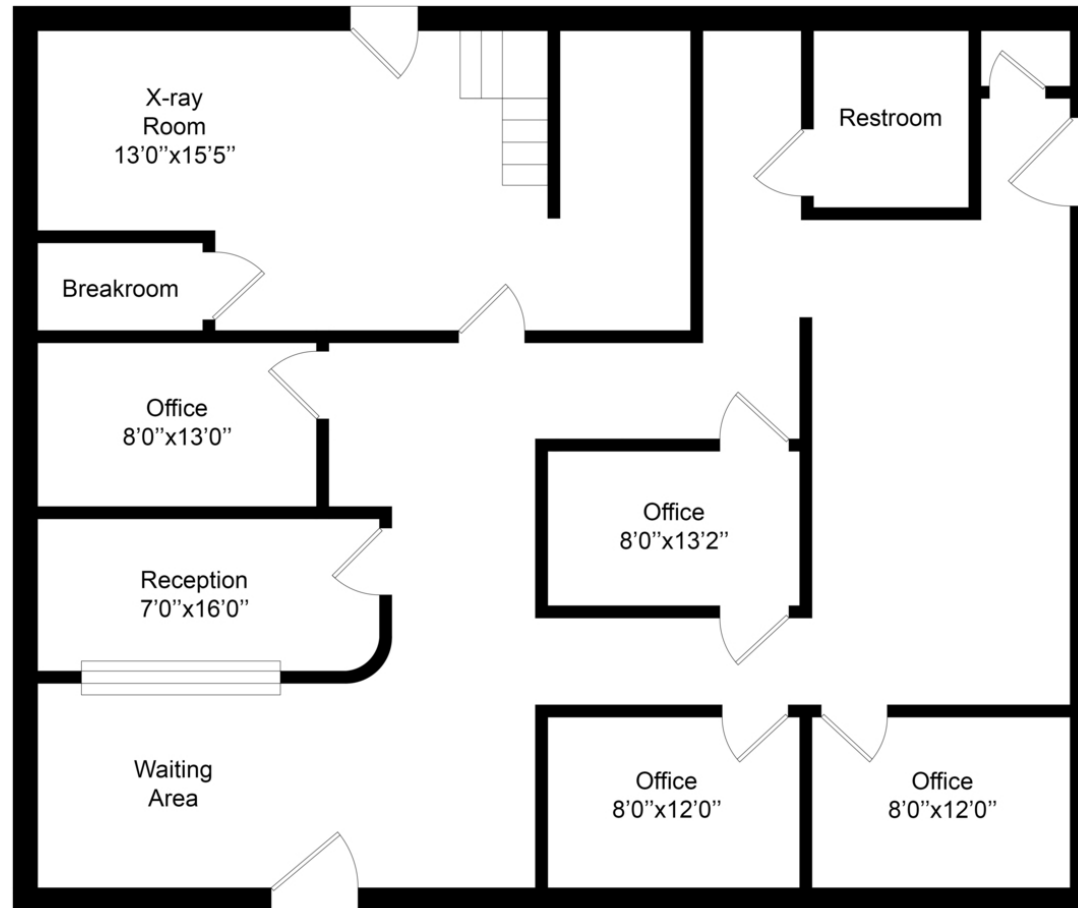 X-ray
Room
13’0’’x15’5’’
Restroom
Breakroom
Office
8’0’’x13’0’’
Office
8’0’’x13’2’’
Reception
7’0’’x16’0’’
Waiting
Area
Office
8’0’’x12’0’’
Office
8’0’’x12’0’’